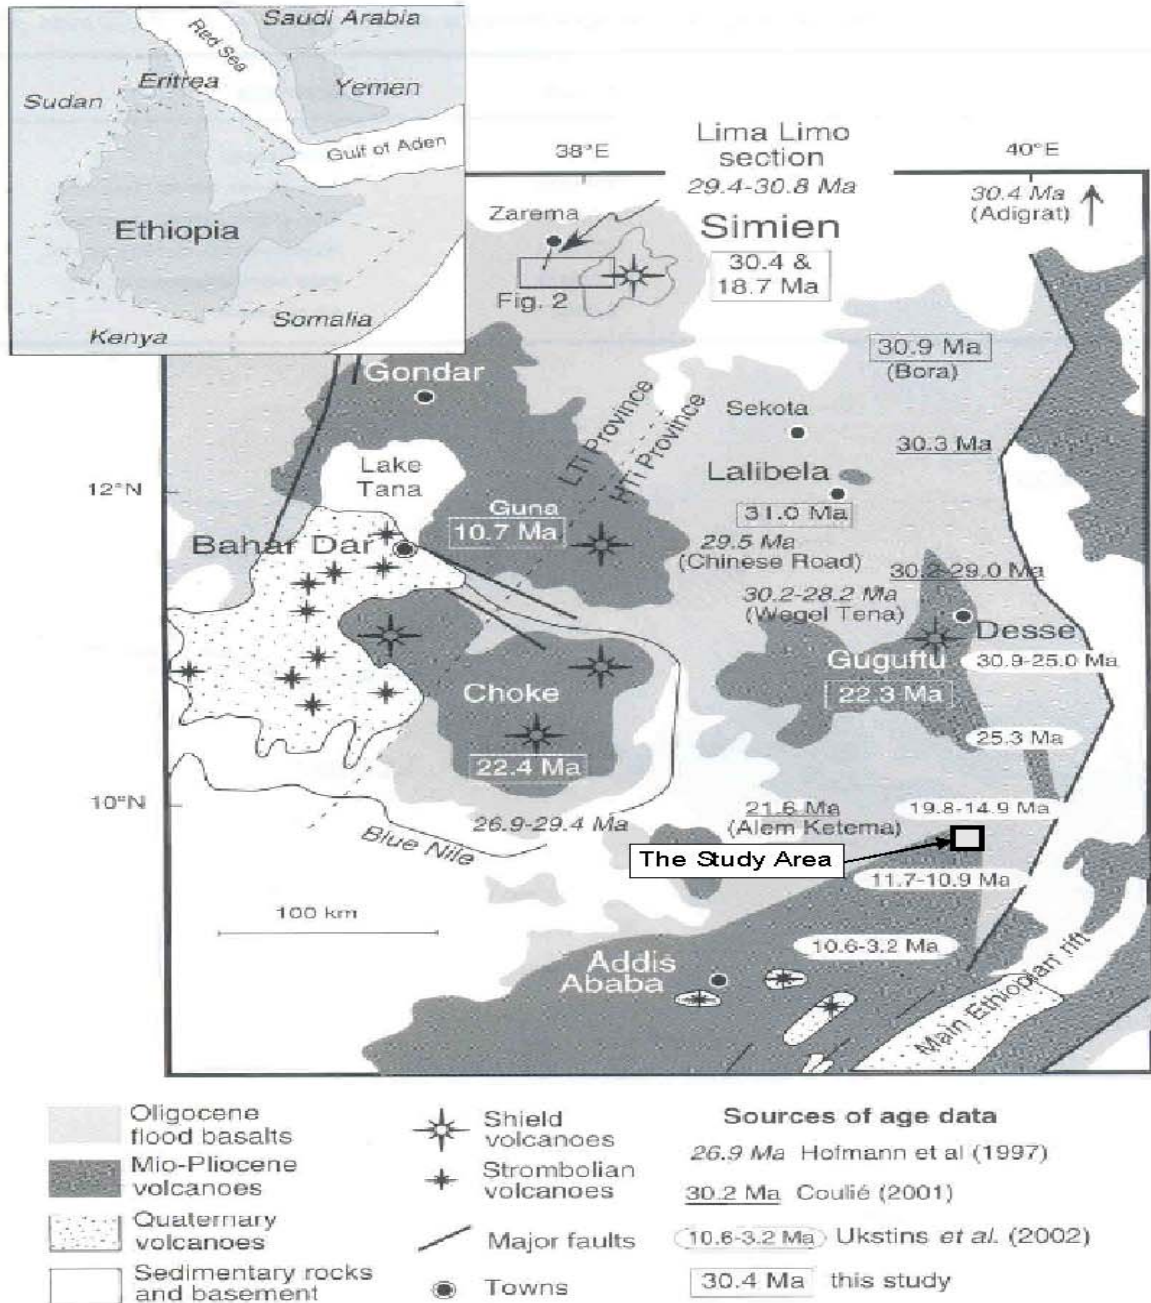 Saudi Arabia
Red Sea
Eritrea
Sudan
Yemen
Gulf of Aden
Ethiopia
Somalia
Kenya
38°E
Lima Limo
section
29.4-30.8 Ma
40°E
30.4 Ma
(Adigrat)
Zarema
Simien
30.4 &
18.7 Ma
Fig. 2
30.9 Ma
(Bora)
Gondar
LTi Province
HTi Province
Sekota
30.3 Ma
Lake
Tana
Lalibela
12°N
Guna
10.7 Ma
31.0 Ma
Bahar Dar
29.5 Ma
(Chinese Road)
30.2-29.0 Ma
30.2-28.2 Ma
(Wegel Tena)
Desse
Guguftu
30.9-25.0 Ma
22.3 Ma
Choke
25.3 Ma
22.4 Ma
10°N
26.9-29.4 Ma
21.6 Ma
(Alem Ketema)
19.8-14.9 Ma
Blue Nile
The Study Area
11.7-10.9 Ma
100 km
10.6-3.2 Ma
Addis
Ababa
Main Ethiopian rift
Oligocene
flood basalts
Mio-Pliocene
volcanoes
Quaternary
volcanoes
Sedimentary rocks
and basement
Shield
volcanoes
Strombolian
volcanoes
Major faults
Towns
Sources of age data
26.9 Ma Hofmann et al (1997)
30.2 Ma Coulié (2001)
10.6-3.2 Ma Ukstins et al. (2002)
30.4 Ma this study